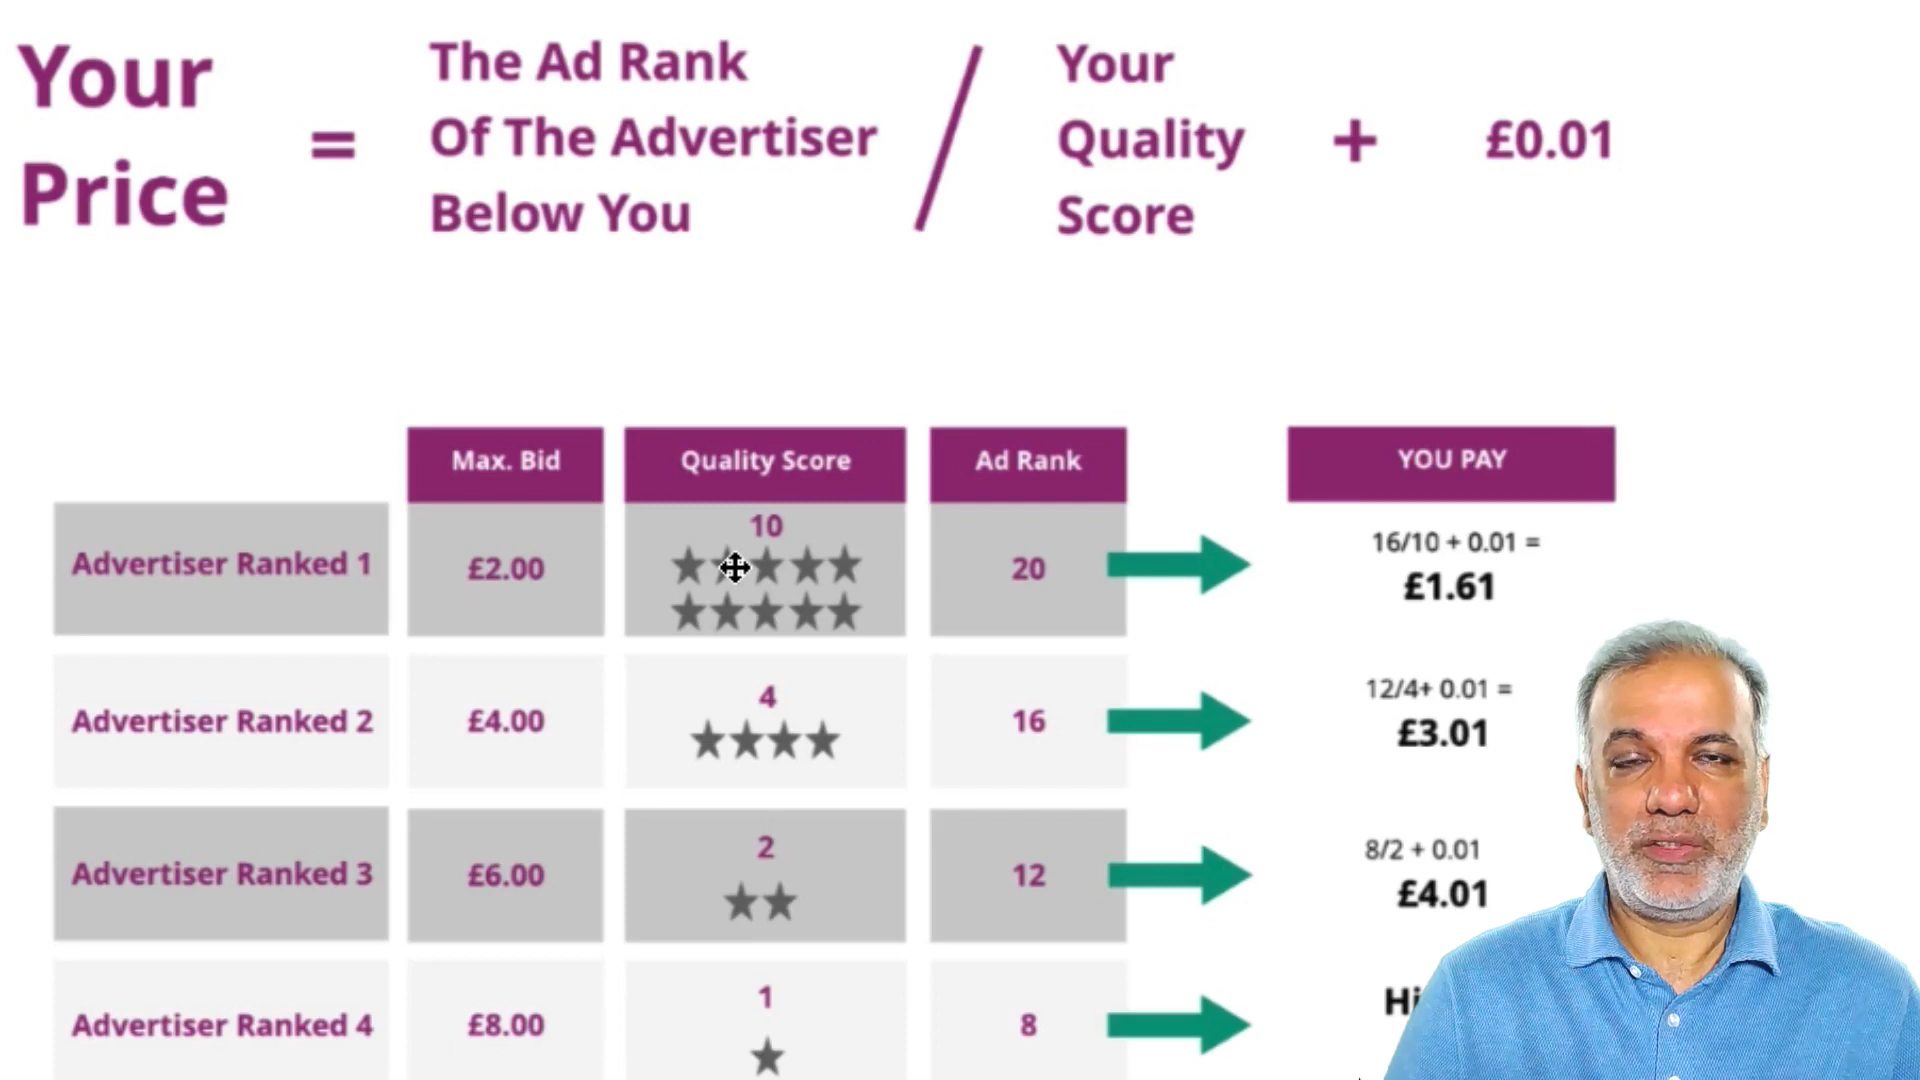 Your
Price
=
The Ad Rank
Of The Advertiser
Below You
/
Your
Quality
Score
+
£0.01
Max. Bid
Quality Score
Ad Rank
YOU PAY
Advertiser Ranked 1
£2.00
10
20
16/10 + 0.01 =
£1.61
Advertiser Ranked 2
£4.00
4
16
12/4+ 0.01 =
£3.01
Advertiser Ranked 3
£6.00
2
12
8/2 + 0.01
£4.01
Advertiser Ranked 4
£8.00
1
8